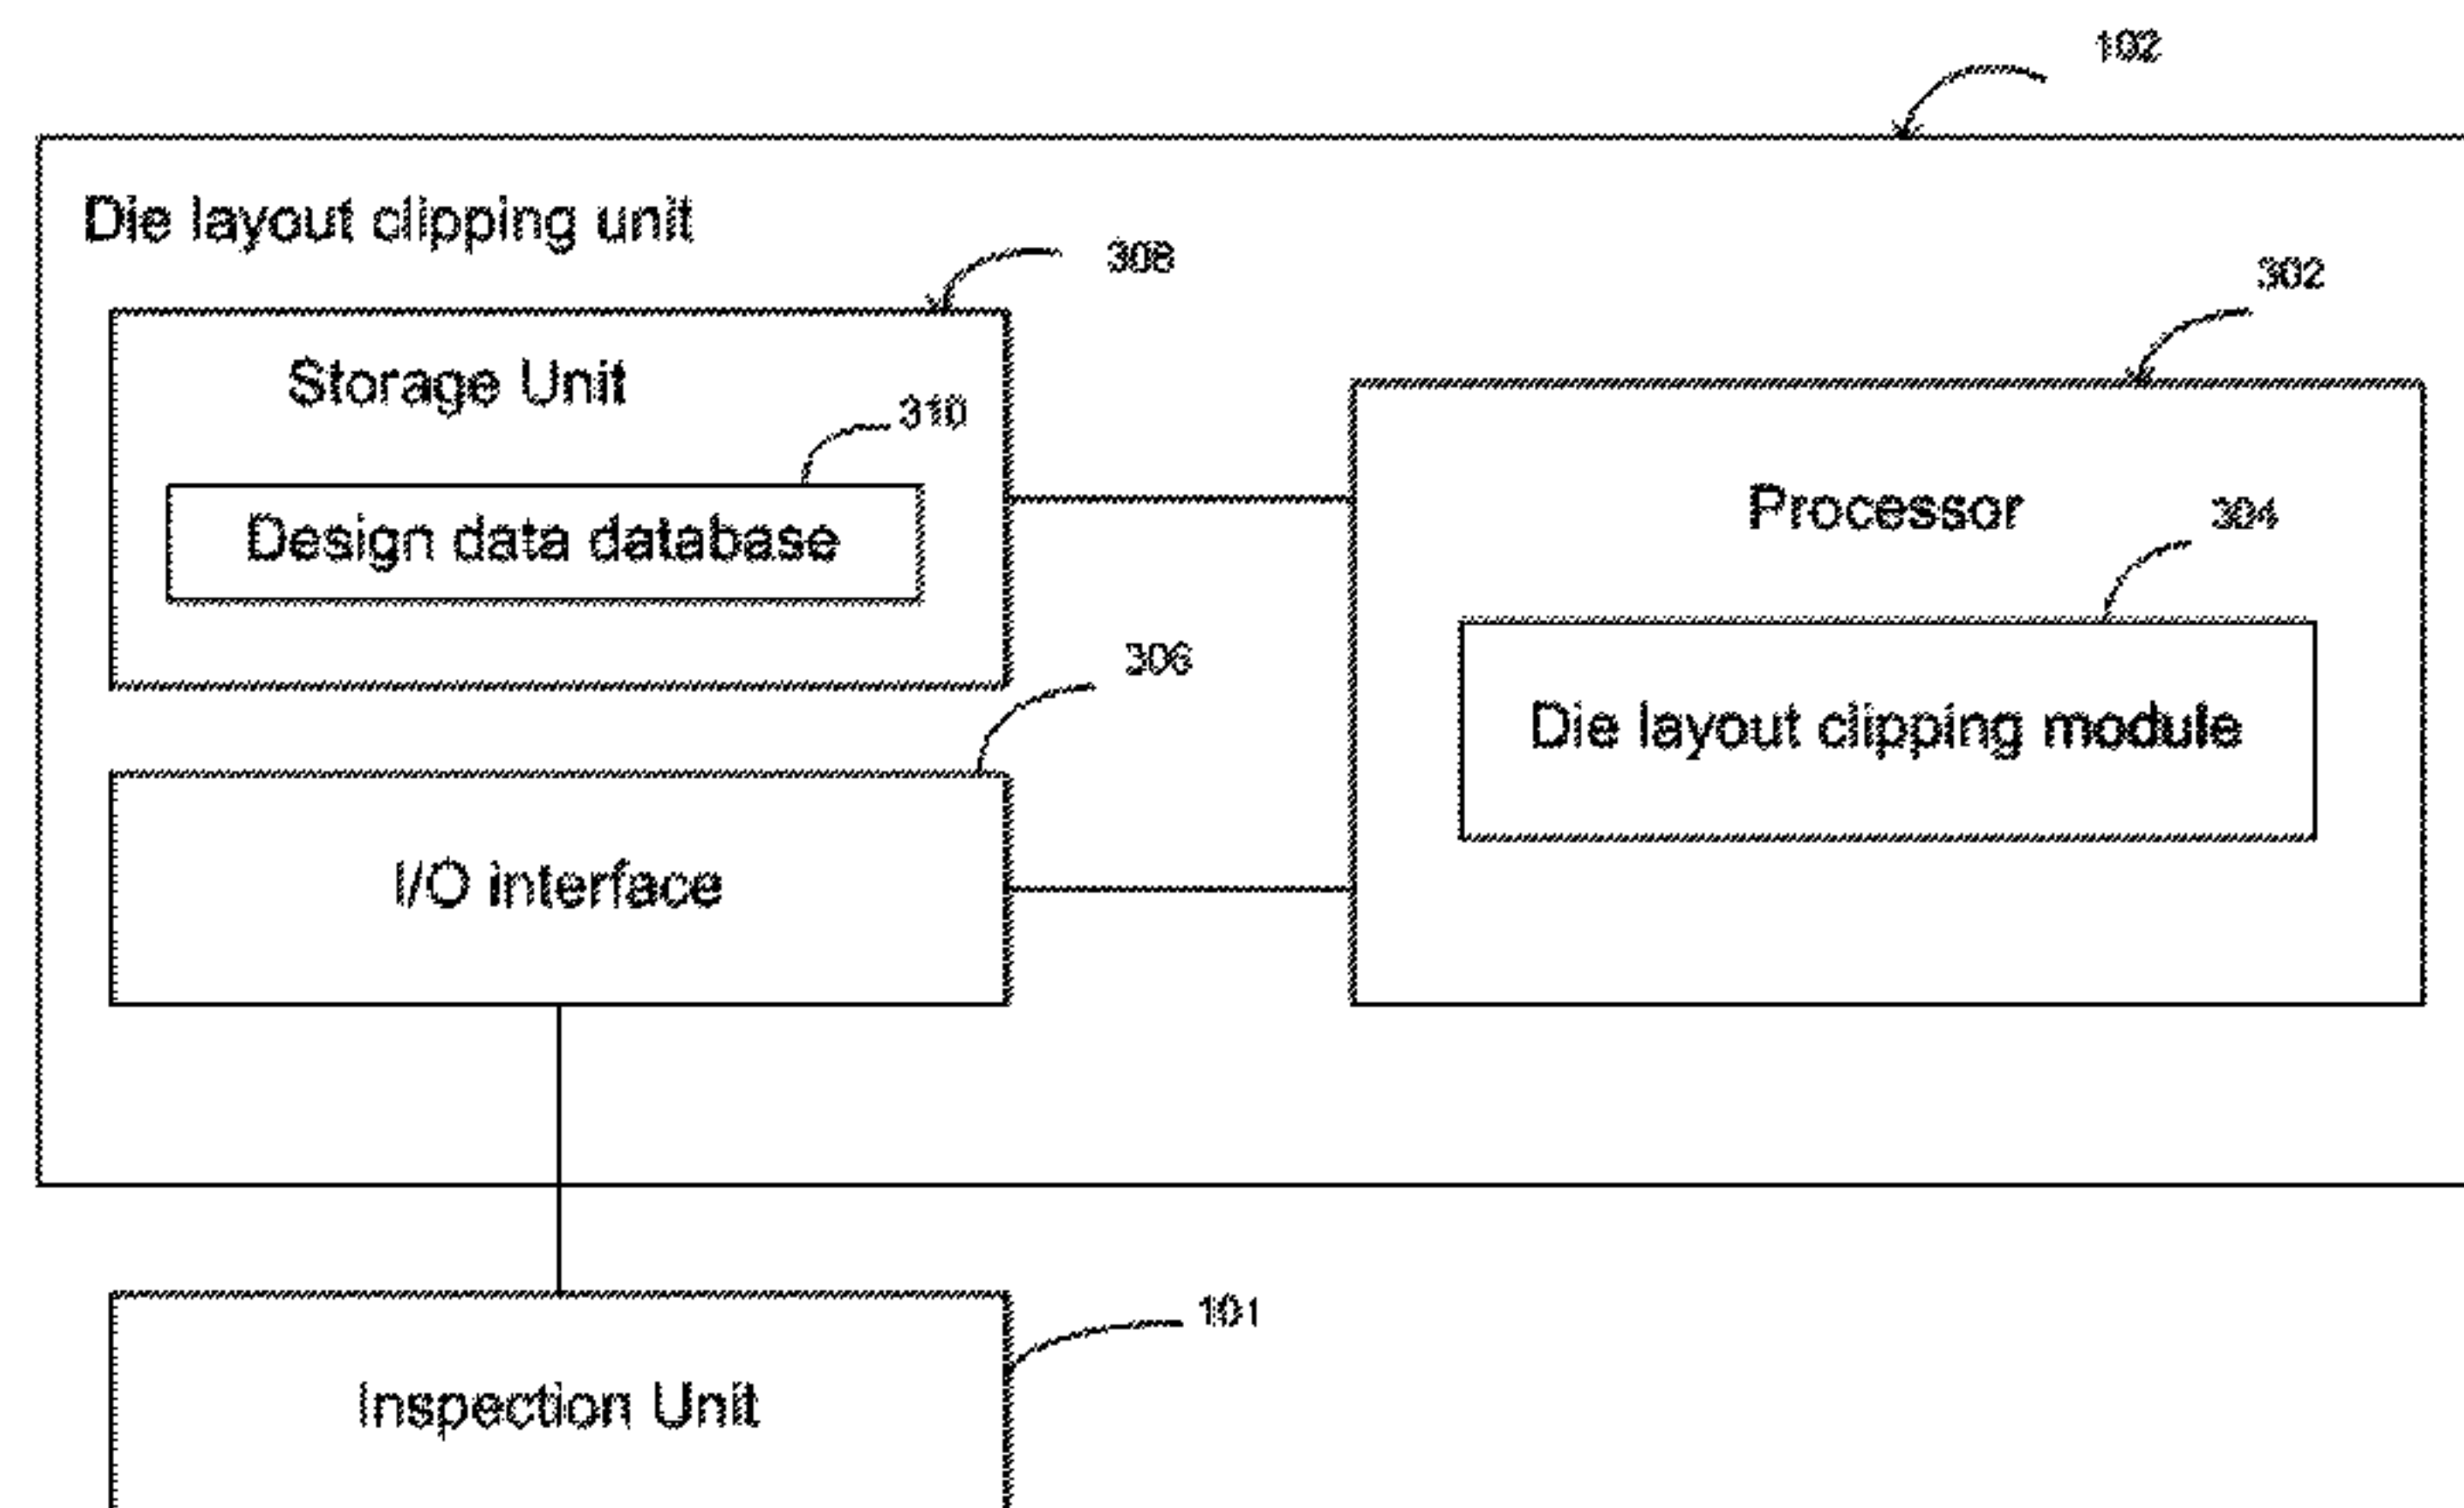 102
Die layout clipping unit
308
302
Storage Unit
310
Processor
304
Design data database
306
Die layout clipping module
I/O interface
101
Inspection Unit